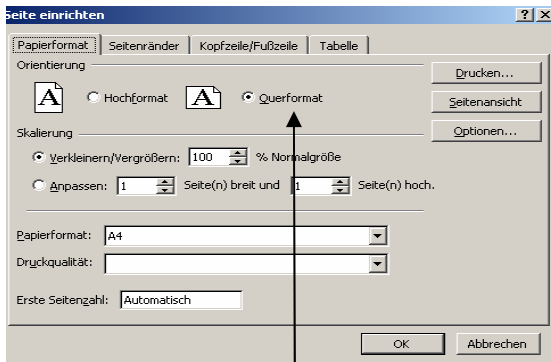 Seite einrichten
Papierformat Seitenränder Kopfzeile/Fußzeile Tabelle
Orientierung
Drucken...
A Hochformat A Querformat
Seitenansicht
Skalierung
Optionen...
Verkleinern/Vergrößern: 100 % Normalgröße
Anpassen: 1 Seite(n) breit und 1 Seite(n) hoch.
Papierformat: A4
Druckqualität:
Erste Seitenzahl: Automatisch
OK Abbrechen